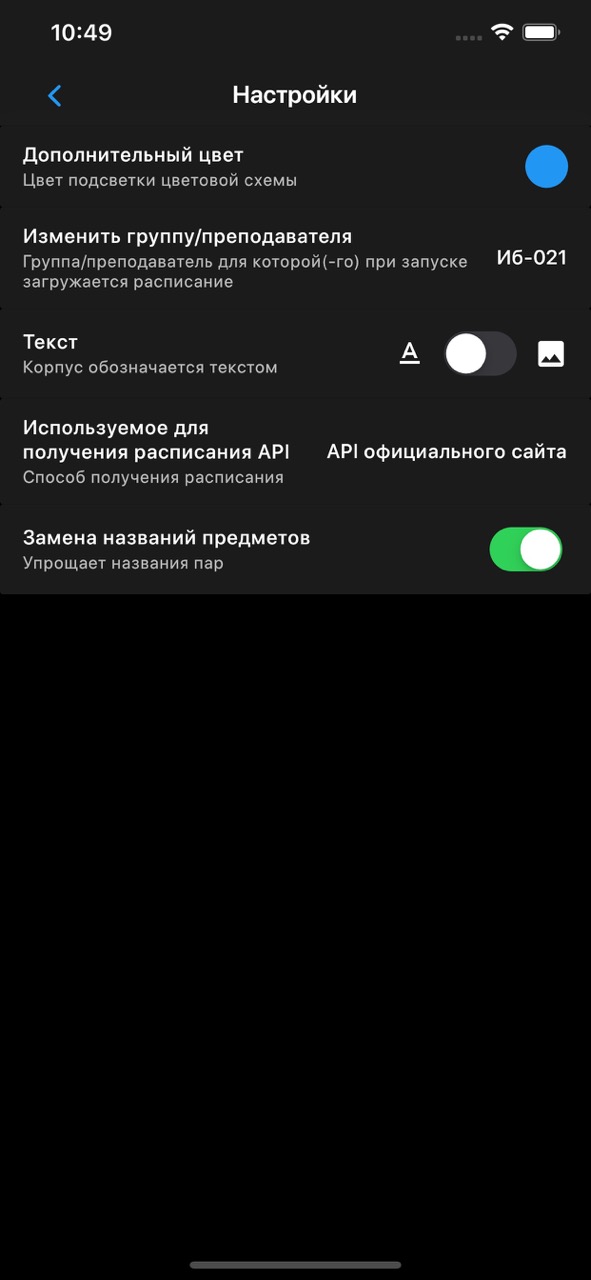 10:49
Настройки
Дополнительный цвет
Цвет подсветки цветовой схемы
Изменить группу/преподавателя
Группа/преподаватель для которой(-го) при запуске
загружается расписание
Иб-021
Текст
Корпус обозначается текстом
A
Используемое для
получения расписания API
Способ получения расписания
API официального сайта
Замена названий предметов
Упрощает названия пар